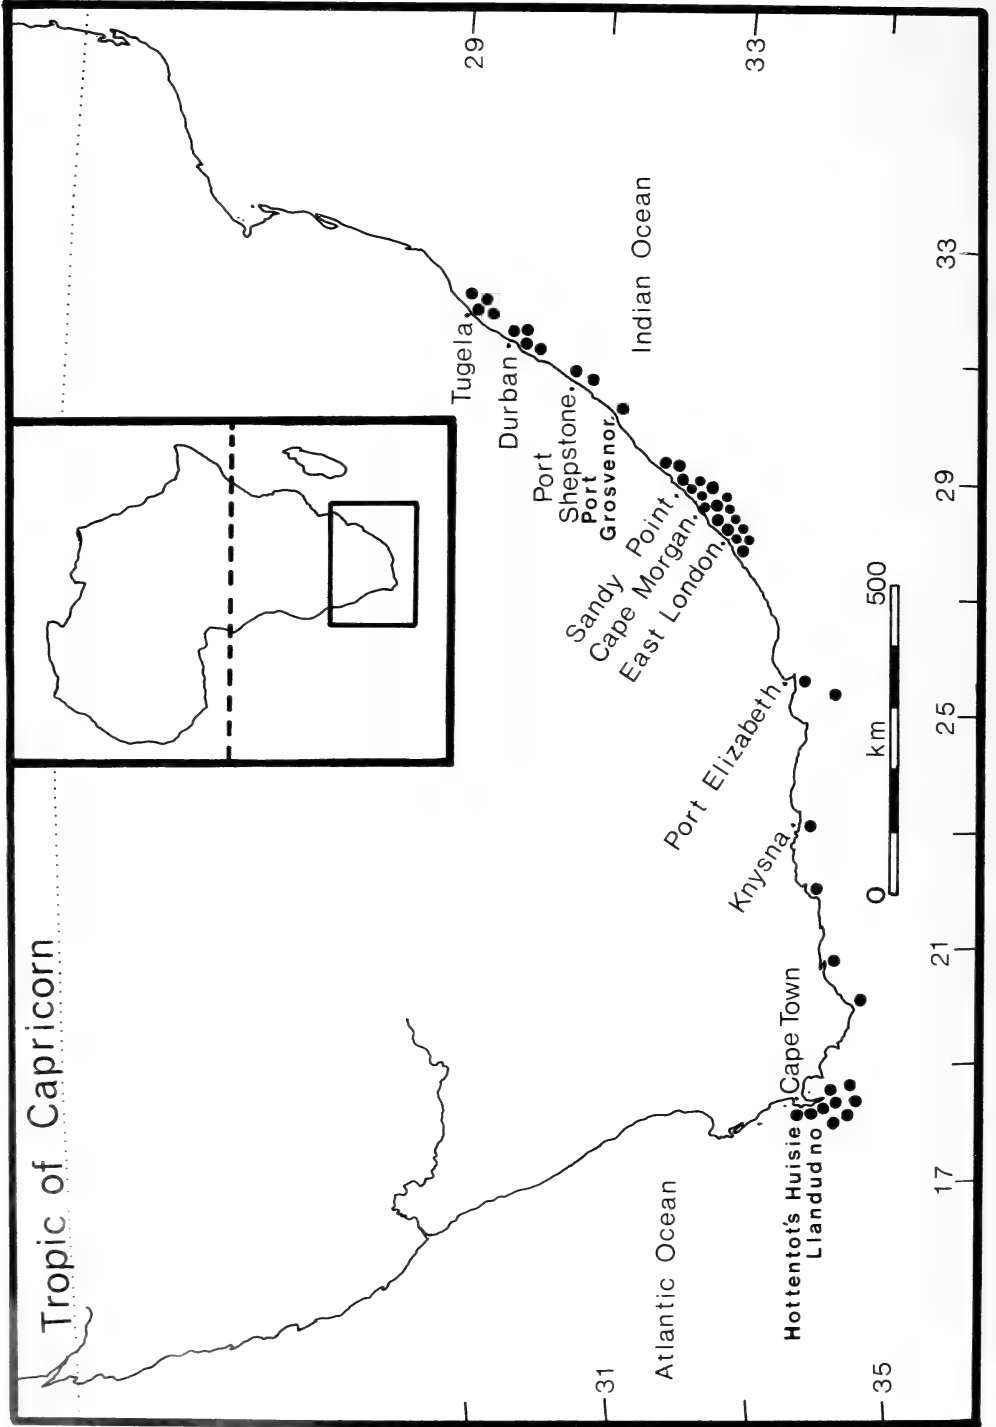 Tropic of Capricorn
29
33
Tugela
Durban
Port
Shepstone
Port
Grosvenor
Indian Ocean
Sandy Point
Cape Morgan
East London
Port Elizabeth
Knysna
Cape Town
Hottentot's Huisie
Llandudno
Atlantic Ocean
0
km
500
31
35
17
21
25
29
33